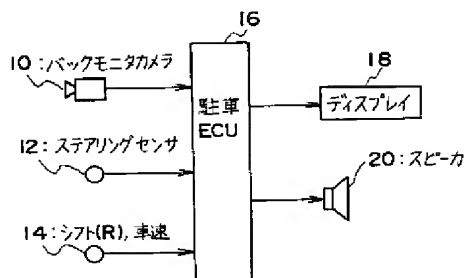 16
10:バックモニタカメラ
18
駐車
ECU
ディスプレイ
12:ステアリングセンサ
20:スピーカ
14:シフト(R), 車速